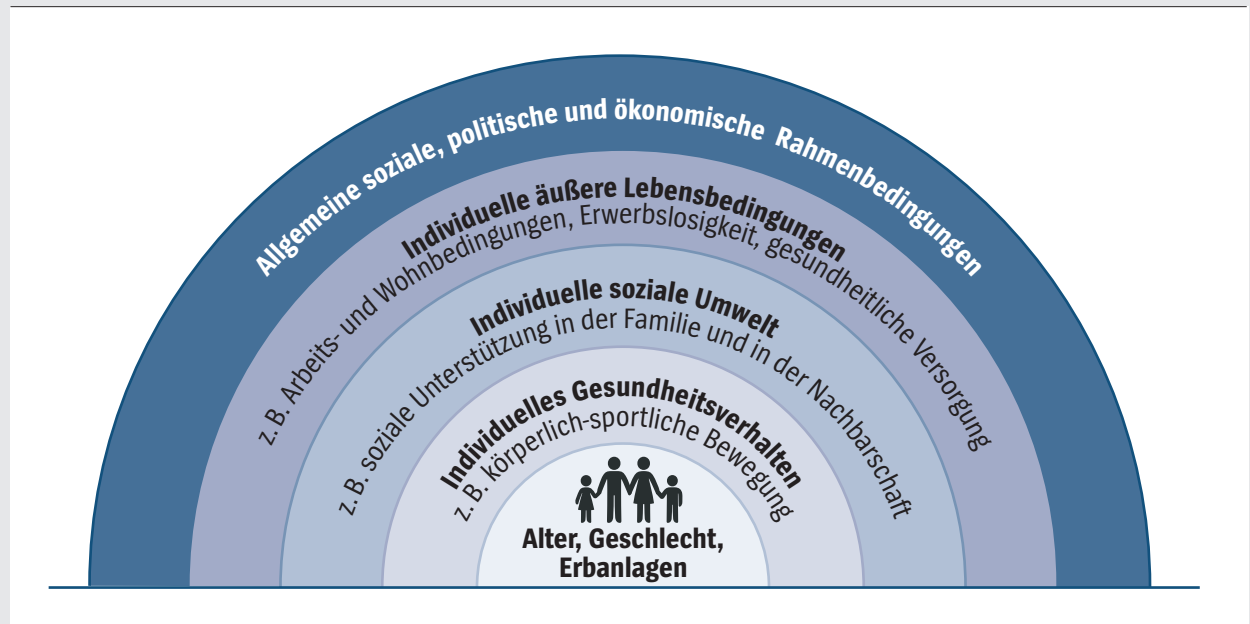 Allgemeine soziale, politische und ökonomische Rahmenbedingungen
Individuelle äußere Lebensbedingungen
z. B. Arbeits- und Wohnbedingungen, Erwerbslosigkeit, gesundheitliche Versorgung
Individuelle soziale Umwelt
z. B. soziale Unterstützung in der Familie und in der Nachbarschaft
Individuelles Gesundheitsverhalten
z. B. körperlich-sportliche Bewegung
Alter, Geschlecht,
Erbanlagen